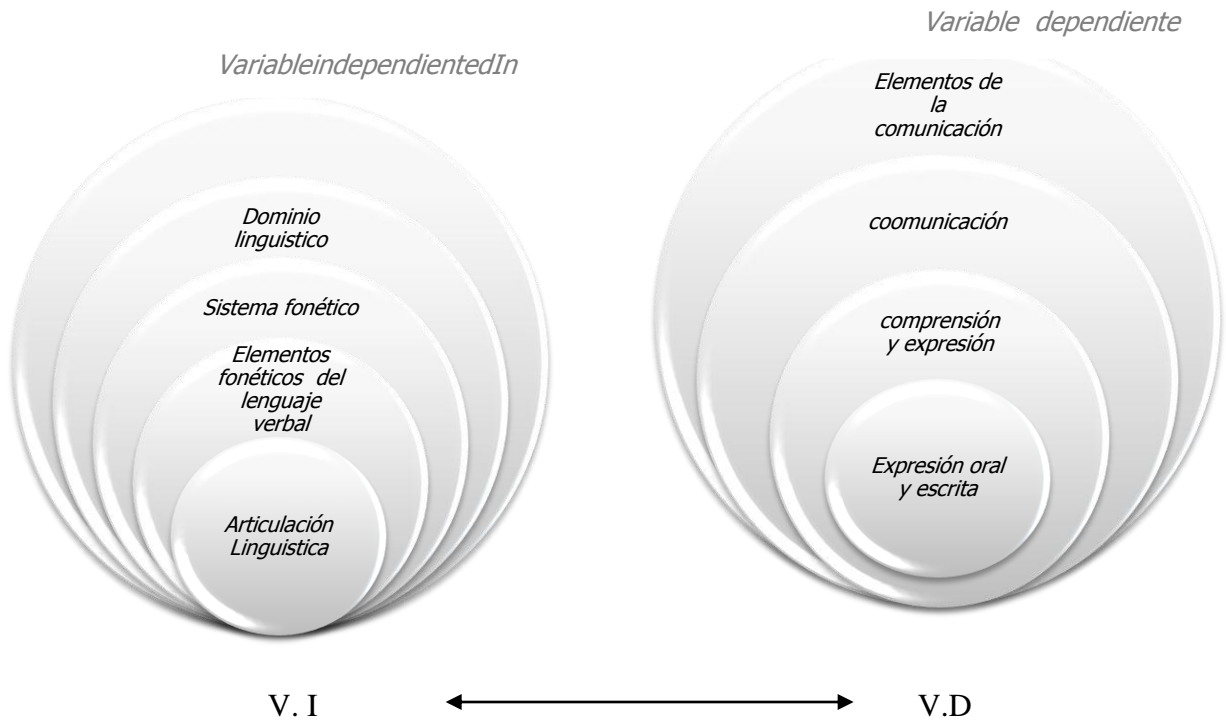 Variable dependiente
VariableindependientedIn
Dominio
linguistico
Sistema fonético
Elementos
fonéticos del
lenguaje
verbal
Articulación
Linguistica
Elementos de
la
comunicación
coomunicación
comprensión
y expresión
Expresión oral
y escrita
V. I
V.D